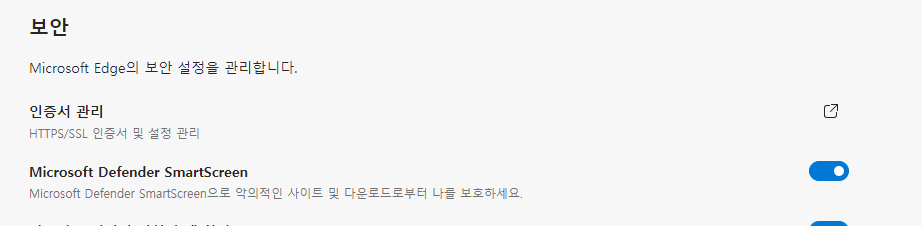 보안
Microsoft Edge의 보안 설정을 관리합니다.
인증서 관리
HTTPS/SSL 인증서 및 설정 관리
Microsoft Defender SmartScreen
Microsoft Defender SmartScreen으로 악의적인 사이트 및 다운로드로부터 나를 보호하세요.